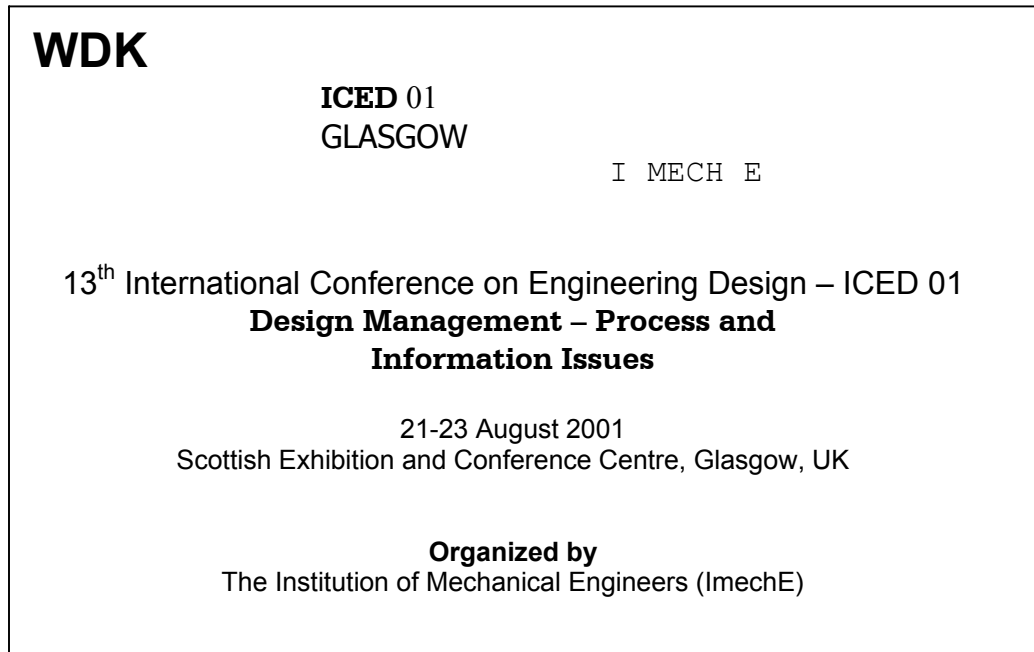 WDK
ICED 01
GLASGOW
I MECH E
13th International Conference on Engineering Design – ICED 01
Design Management – Process and
Information Issues
21-23 August 2001
Scottish Exhibition and Conference Centre, Glasgow, UK
Organized by
The Institution of Mechanical Engineers (ImechE)